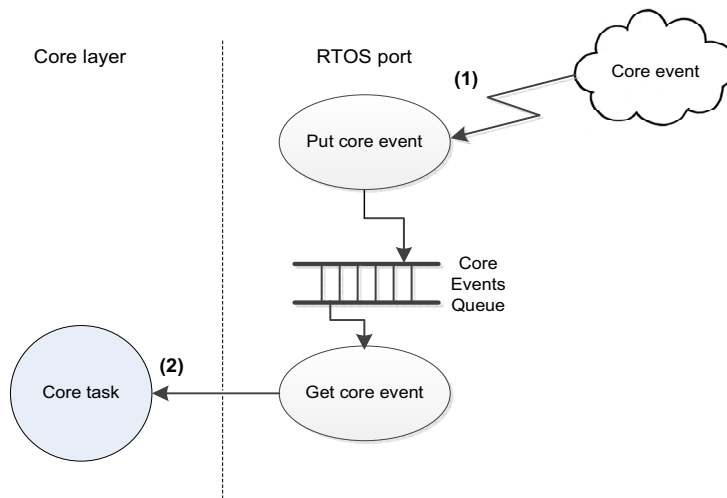 Core layer
RTOS port
Core event
(1)
Put core event
Core
Events
Queue
(2)
Core task
Get core event